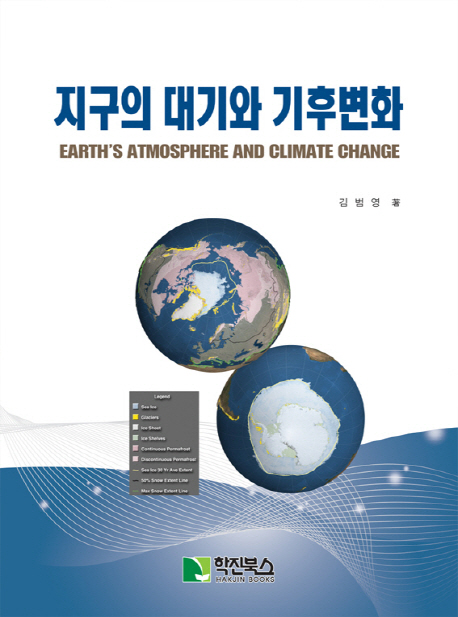 지구의 대기와 기후변화
EARTH'S ATMOSPHERE AND CLIMATE CHANGE
김범영 著
Legend
Sea Ice
Glaciers
Ice Sheet
Ice Shelves
Continuous Permafrost
Discontinuous Permafrost
Sea Ice 30 Yr Ave Extent
50% Snow Extent Line
Max Snow Extent Line
학진북스
HAKJIN BOOKS